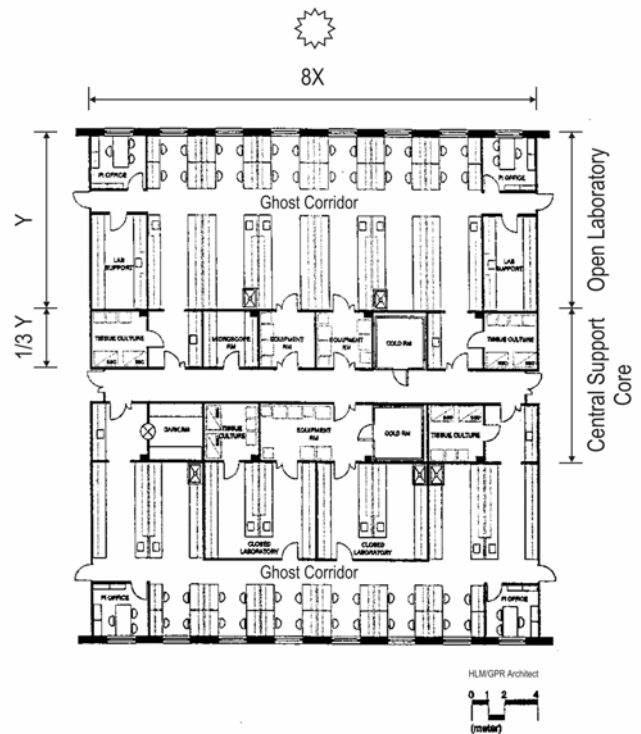 8X
PI OFFICE
PI OFFICE
Ghost Corridor
Y
Open Laboratory
LAB
SUPPORT
LAB
SUPPORT
1/3 Y
TISSUE CULTURE
MICROSCOPE
RM
EQUIPMENT
RM
EQUIPMENT
RM
COLD RM
TISSUE CULTURE
Central Support
Core
DARKRM
TISSUE
CULTURE
EQUIPMENT
RM
COLD RM
TISSUE CULTURE
CLOSED
LABORATORY
CLOSED
LABORATORY
Ghost Corridor
PI OFFICE
PI OFFICE
HLM/GPR Architect
0 1 2 4
(meter)